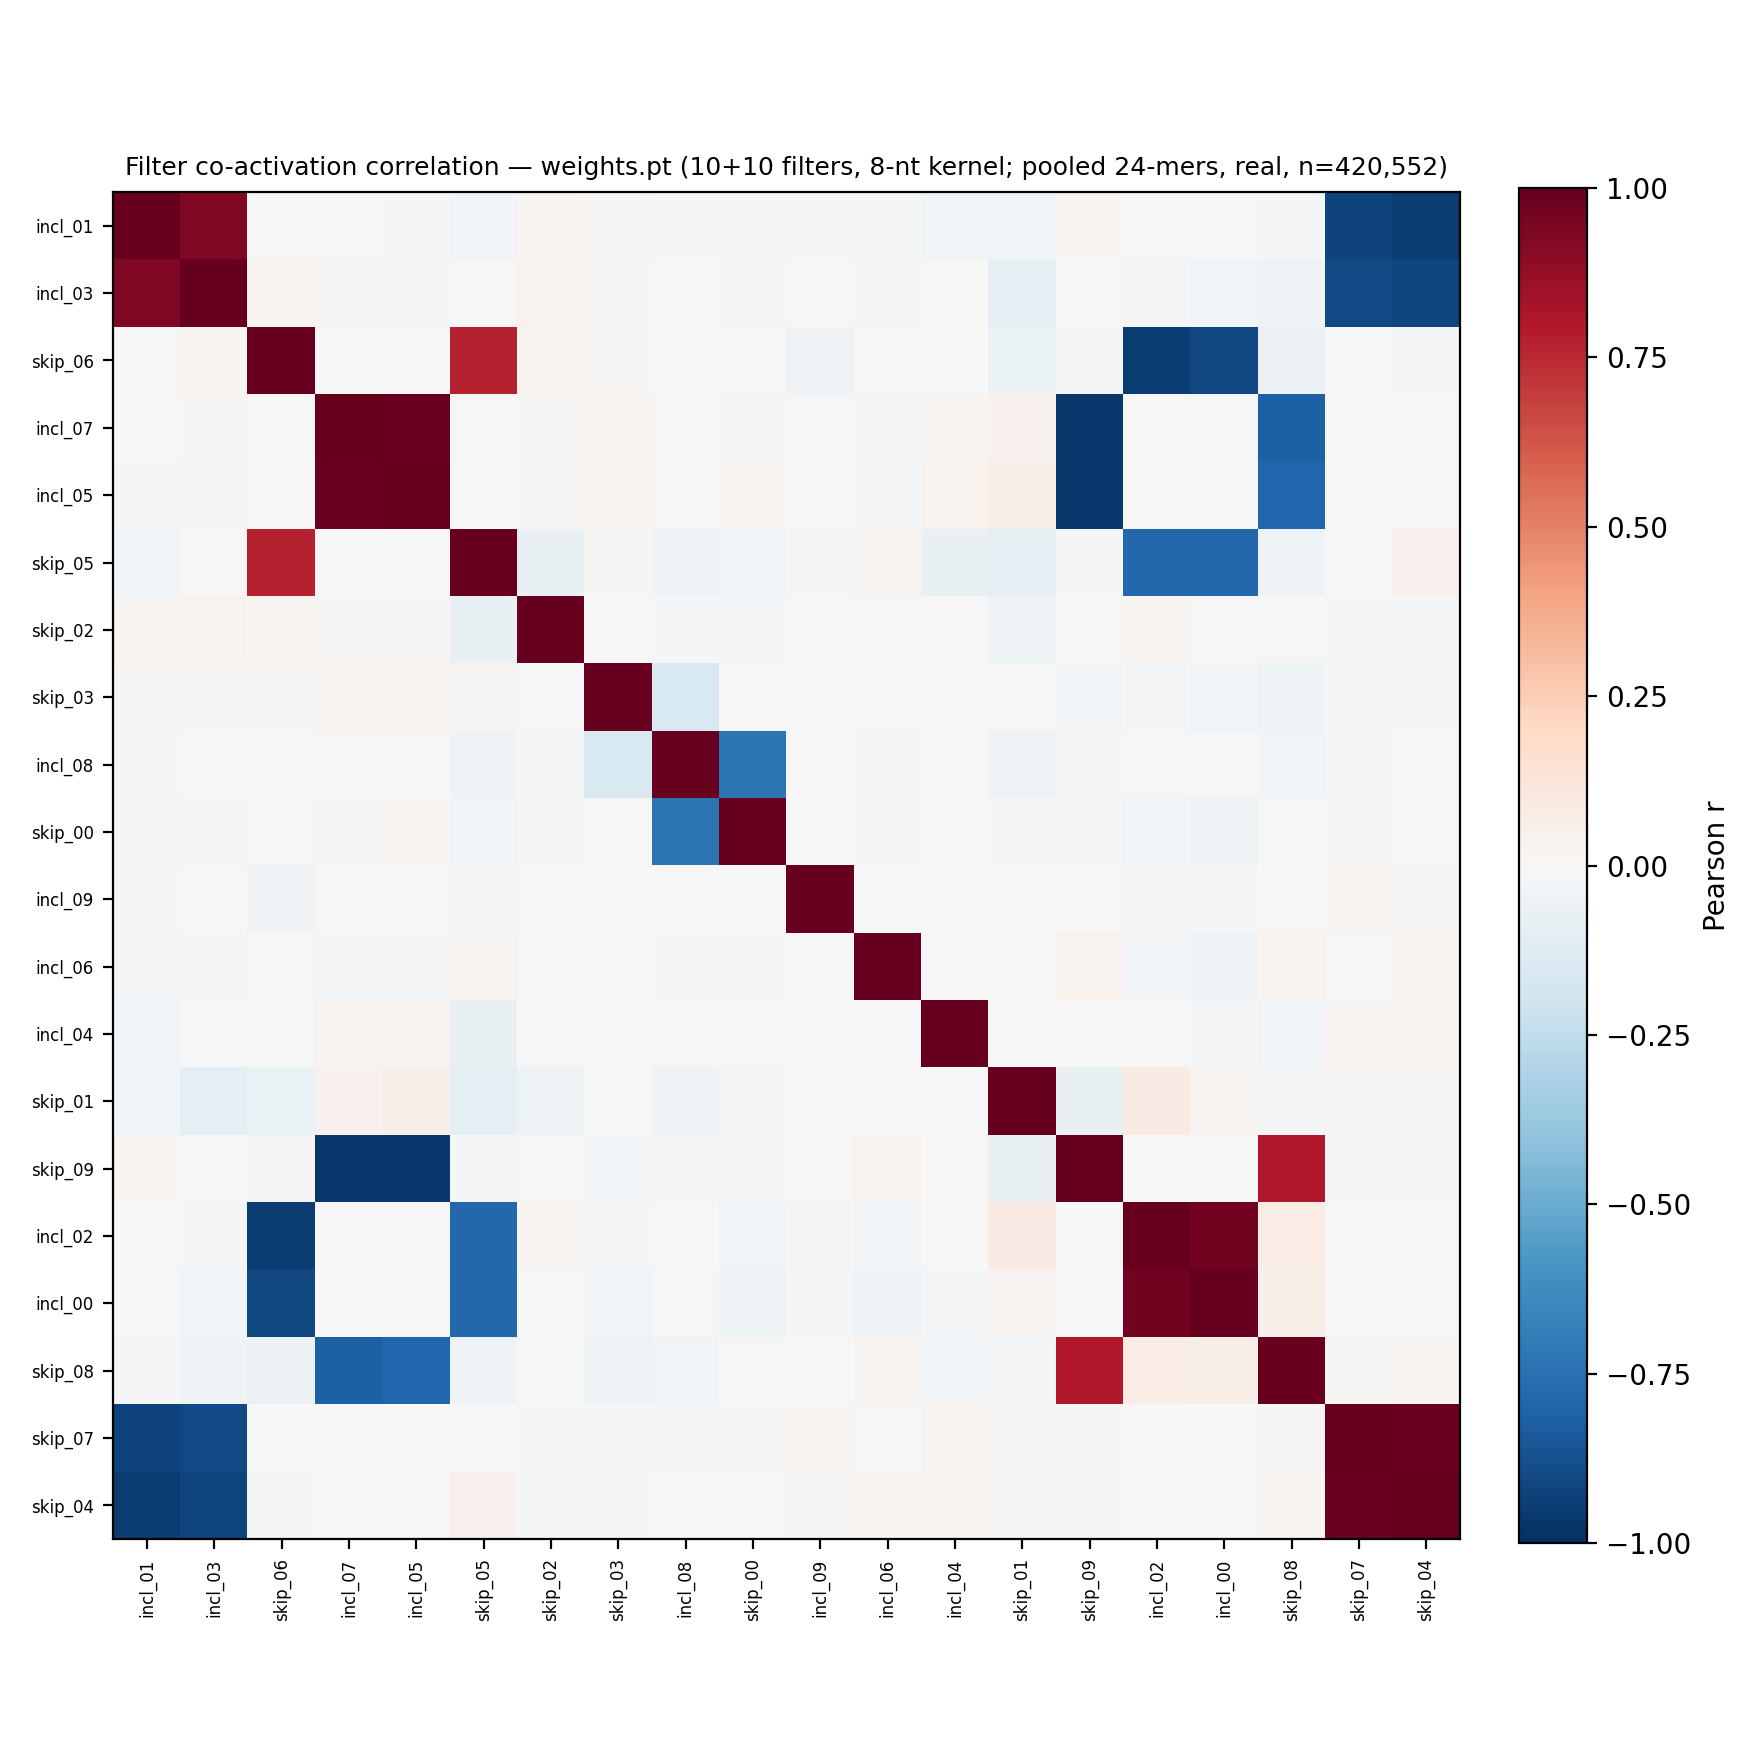 Filter co-activation correlation — weights.pt (10+10 filters, 8-nt kernel; pooled 24-mers, real, n=420,552)
incl_01
incl_03
skip_06
incl_07
incl_05
skip_05
skip_02
skip_03
incl_08
skip_00
incl_09
incl_06
incl_04
skip_01
skip_09
incl_02
incl_00
skip_08
skip_07
skip_04
incl_01
incl_03
skip_06
incl_07
incl_05
skip_05
skip_02
skip_03
incl_08
skip_00
incl_09
incl_06
incl_04
skip_01
skip_09
incl_02
incl_00
skip_08
skip_07
skip_04
1.00
0.75
0.50
0.25
0.00
−0.25
−0.50
−0.75
−1.00
Pearson r